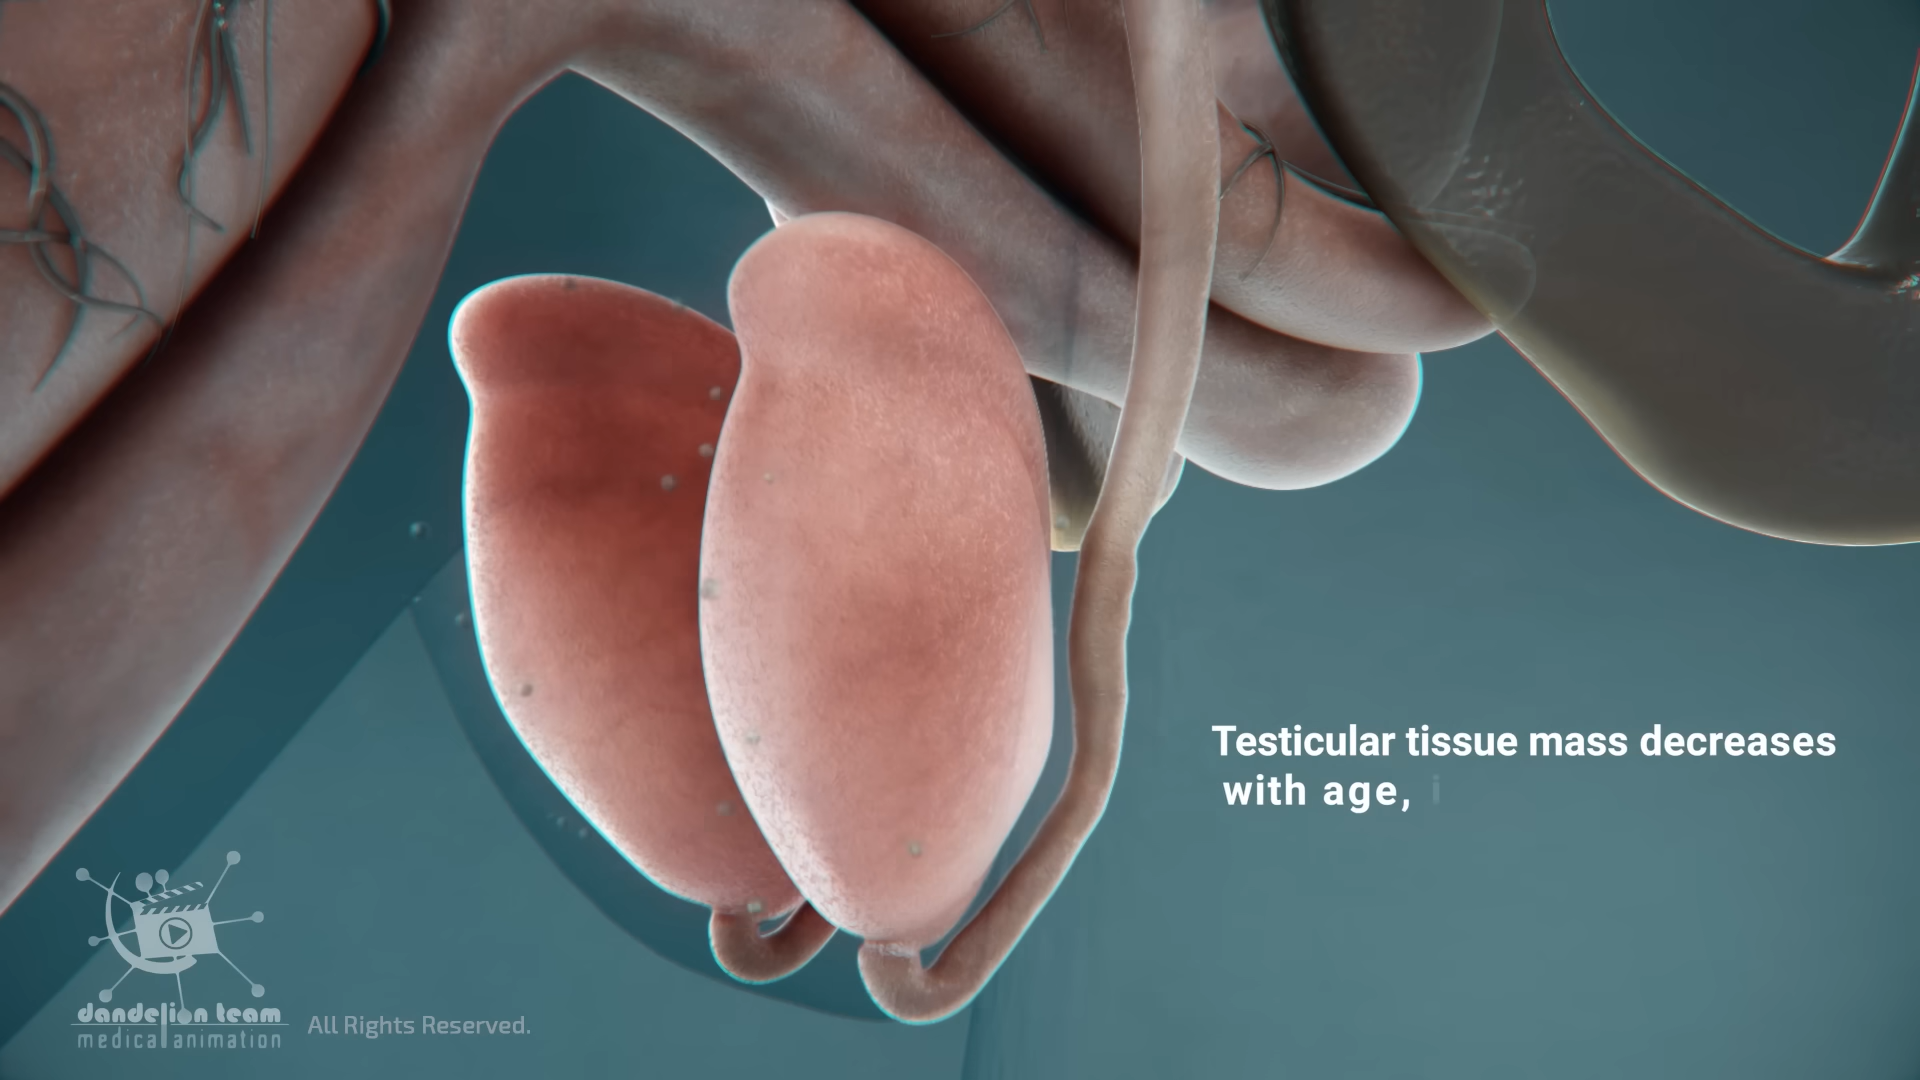 Testicular tissue mass decreases
with age, i
dandelion team
medical animation
All Rights Reserved.